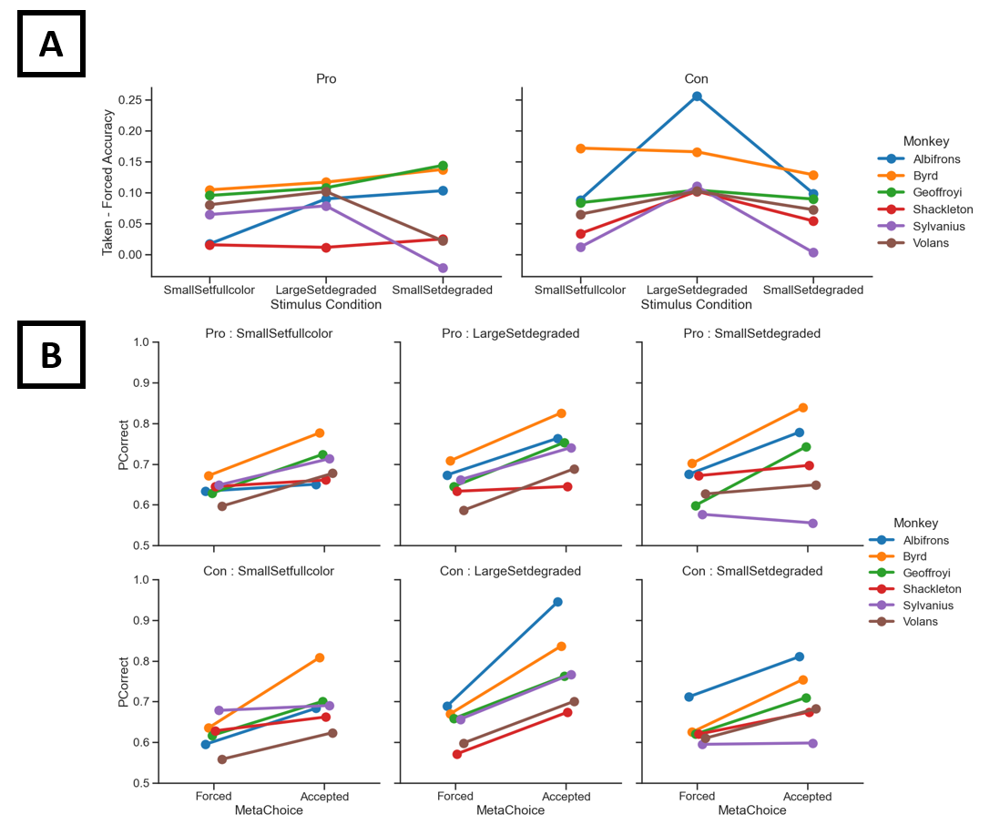 A
Pro
Con
Taken - Forced Accuracy
0.25
0.20
0.15
0.10
0.05
0.00
SmallSetfullcolor LargeSetdegraded SmallSetdegraded
Stimulus Condition
SmallSetfullcolor LargeSetdegraded SmallSetdegraded
Stimulus Condition
Monkey
Albifrons
Byrd
Geoffroyi
Shackleton
Sylvanius
Volans
B
Pro : SmallSetfullcolor
Pro : LargeSetdegraded
Pro : SmallSetdegraded
PCorrect
1.0
0.9
0.8
0.7
0.6
0.5
Con : SmallSetfullcolor
Con : LargeSetdegraded
Con : SmallSetdegraded
PCorrect
1.0
0.9
0.8
0.7
0.6
0.5
Forced Accepted
MetaChoice
Forced Accepted
MetaChoice
Forced Accepted
MetaChoice
Monkey
Albifrons
Byrd
Geoffroyi
Shackleton
Sylvanius
Volans